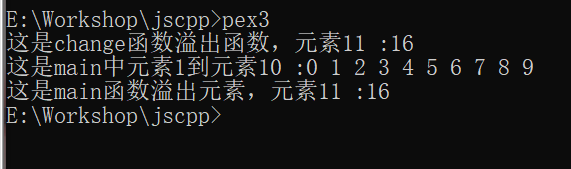 E:\Workshop\jscpp>pex3
这是change函数溢出函数，元素11 :16
这是main中元素1到元素10 :0 1 2 3 4 5 6 7 8 9
这是main函数溢出元素，元素11 :16
E:\Workshop\jscpp>